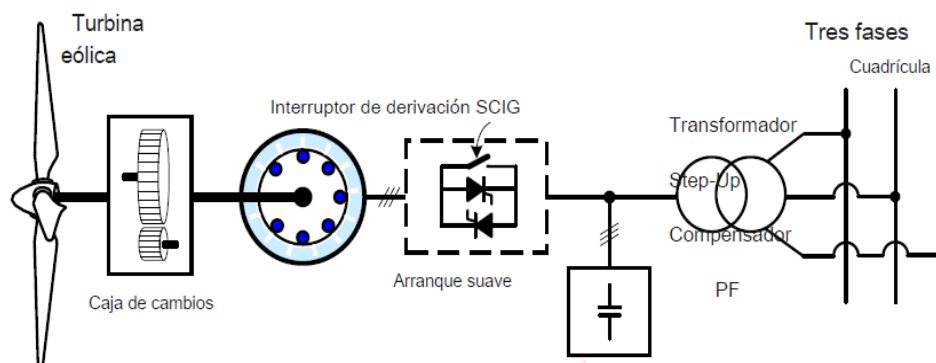 Turbina
eólica
Tres fases
Cuadrícula
Interruptor de derivación SCIG
Transformador
Step-Up
Compensador
PF
Arranque suave
Caja de cambios